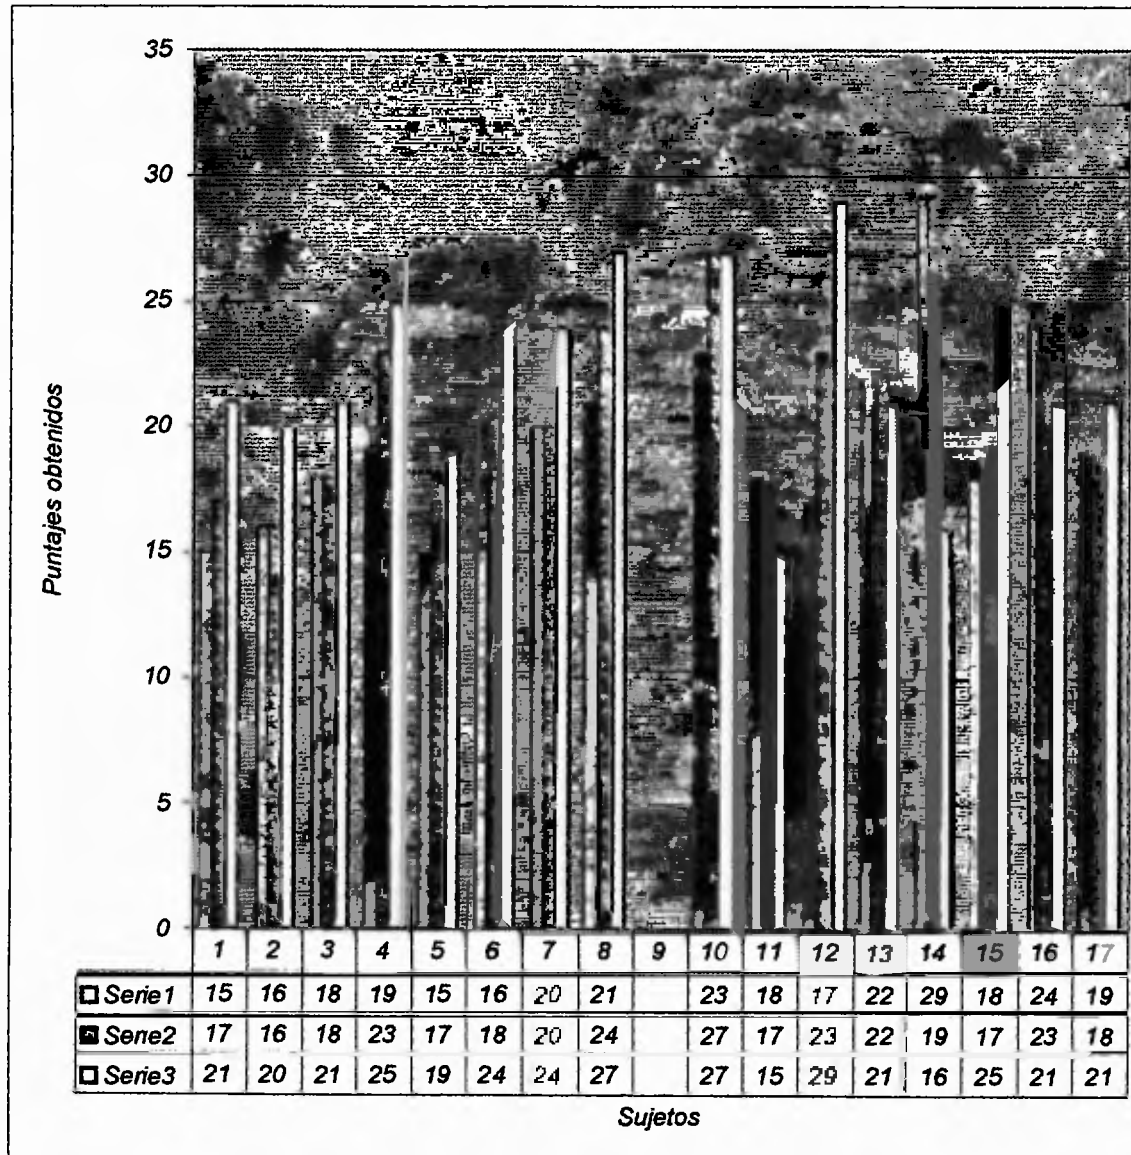 35
30
25
20
15
10
5
0
Puntajes obtenidos
1 2 3 4 5 6 7 8 9 10 11 12 13 14 15 16 17
Serie1 15 16 18 19 15 16 20 21 23 18 17 22 29 18 24 19
Serie2 17 16 18 23 17 18 20 24 27 17 23 22 19 17 23 18
Serie3 21 20 21 25 19 24 24 27 27 15 29 21 16 25 21 21
Sujetos